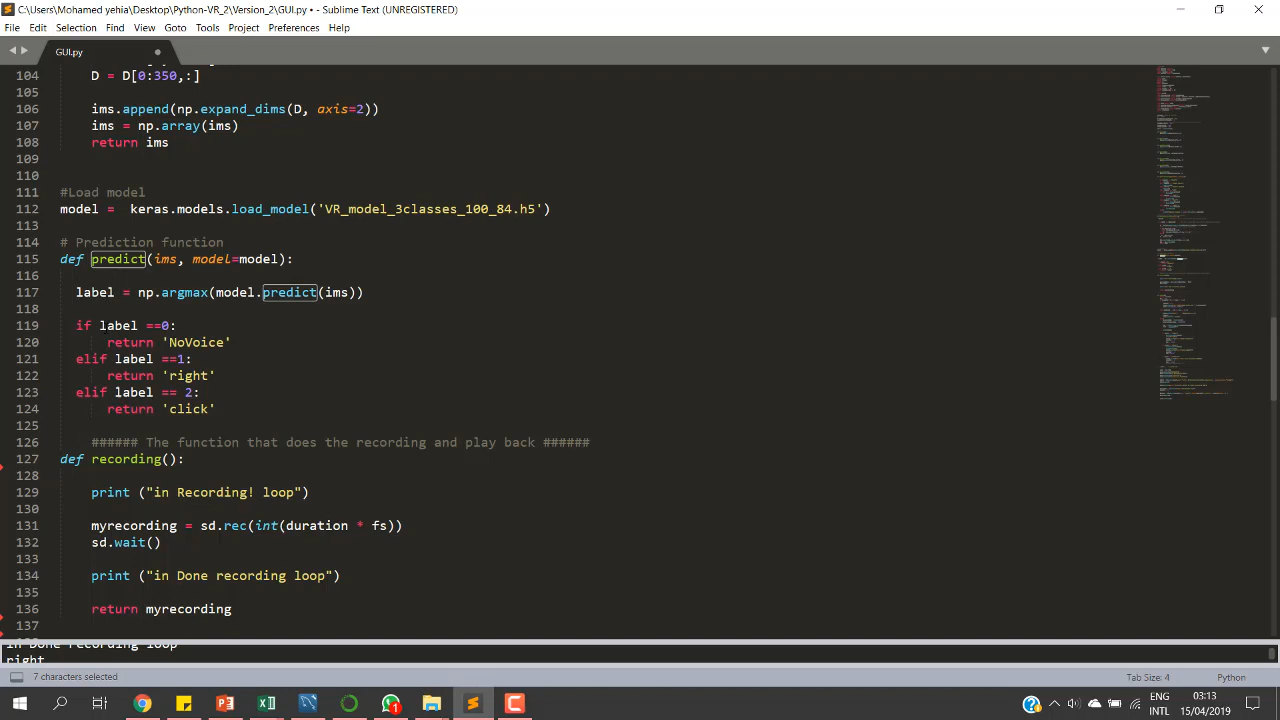 C:\Users\Mohamed yehia\Desktop\Python-VR_2\Version_2\GUI.py • - Sublime Text (UNREGISTERED)
File Edit Selection Find View Goto Tools Project Preferences Help
GUI.py
104 D = D[0:350,:]
105
106 ims.append(np.expand_dims(D, axis=2))
107 ims = np.array(ims)
108 return ims
109
110
111 #Load model
112 model = keras.models.load_model('VR_model3classes_336_84.h5')
113
114 # Prediction function
115 def predict(ims, model=model):
116
117 label = np.argmax(model.predict(ims))
118
119 if label ==0:
120 return 'NoVoice'
121 elif label ==1:
122 return 'right'
123 elif label == 2:
124 return 'click'
125
126 ###### The function that does the recording and play back ######
127 def recording():
128
129 print ("in Recording! loop")
130
131 myrecording = sd.rec(int(duration * fs))
132 sd.wait()
133
134 print ("in Done recording loop")
135
136 return myrecording
137
in Done recording loop
right
7 characters selected Tab Size: 4 Python
1
ENG
INTL
03:13
15/04/2019